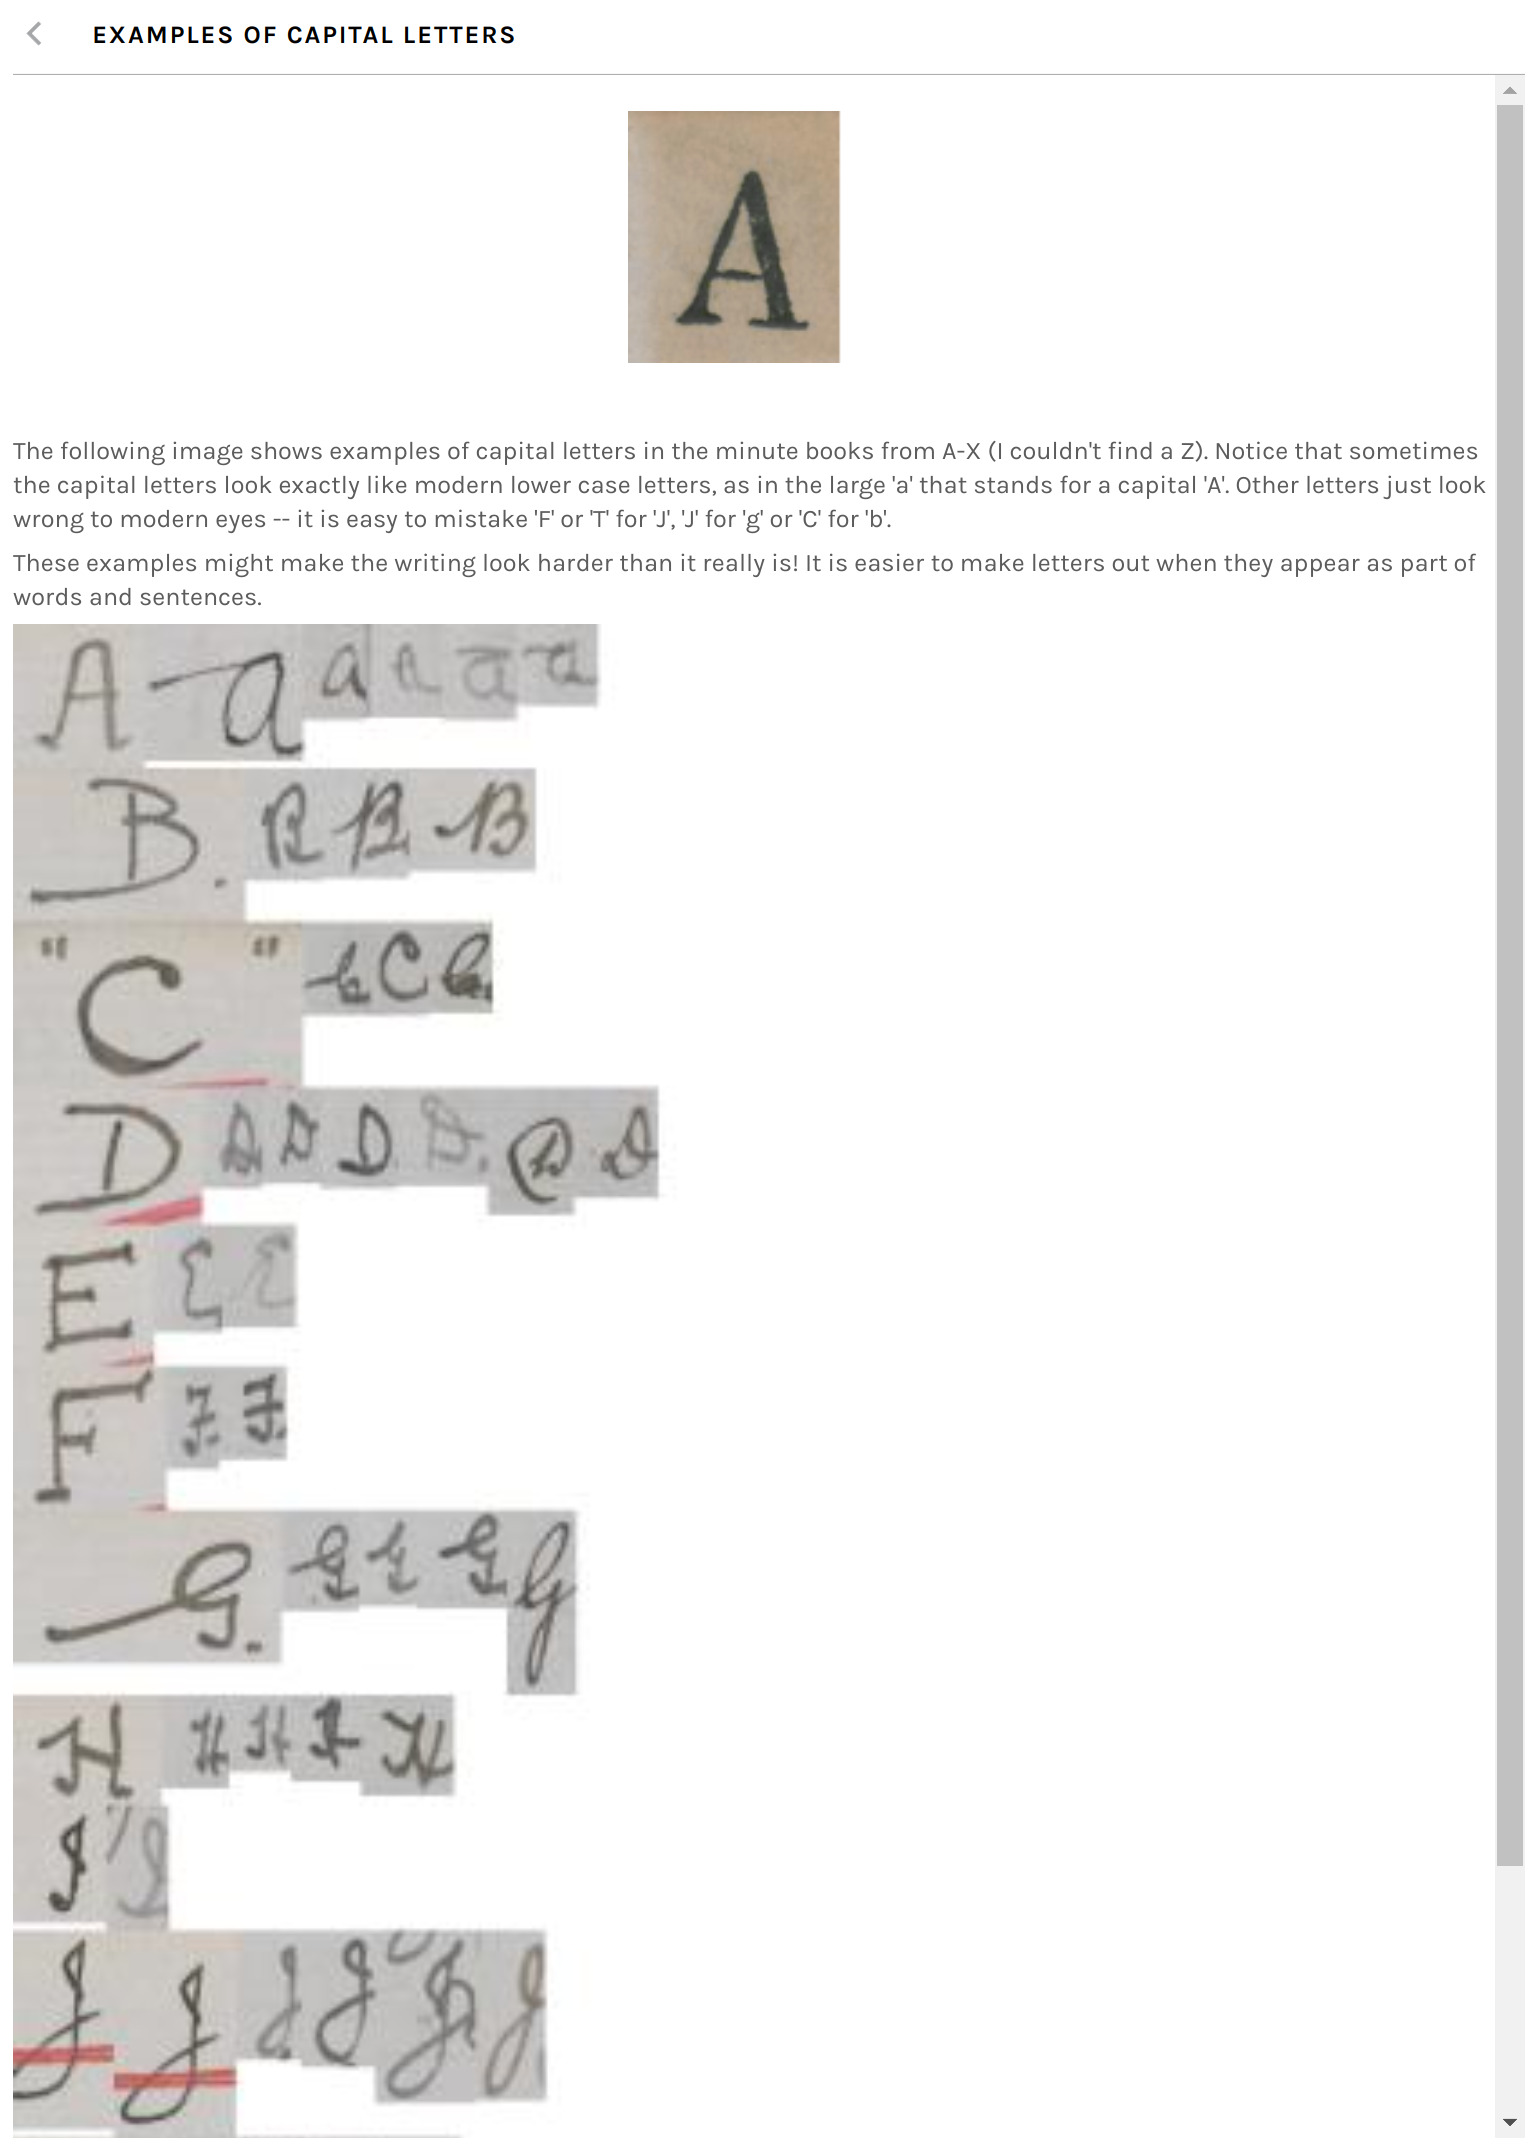 EXAMPLES OF CAPITAL LETTERS
A
The following image shows examples of capital letters in the minute books from A-X (I couldn't find a Z). Notice that sometimes
the capital letters look exactly like modern lower case letters, as in the large 'a' that stands for a capital 'A'. Other letters just look
wrong to modern eyes -- it is easy to mistake 'F' or 'T' for 'J', 'J' for 'g' or 'C' for 'b'.
These examples might make the writing look harder than it really is! It is easier to make letters out when they appear as part of
words and sentences.
A a a a a a
B. B B B
"C" C C C
D D D D D. D D
E E E
F F. F.
G. G G G G
H H H H H
I I
J J J J J J